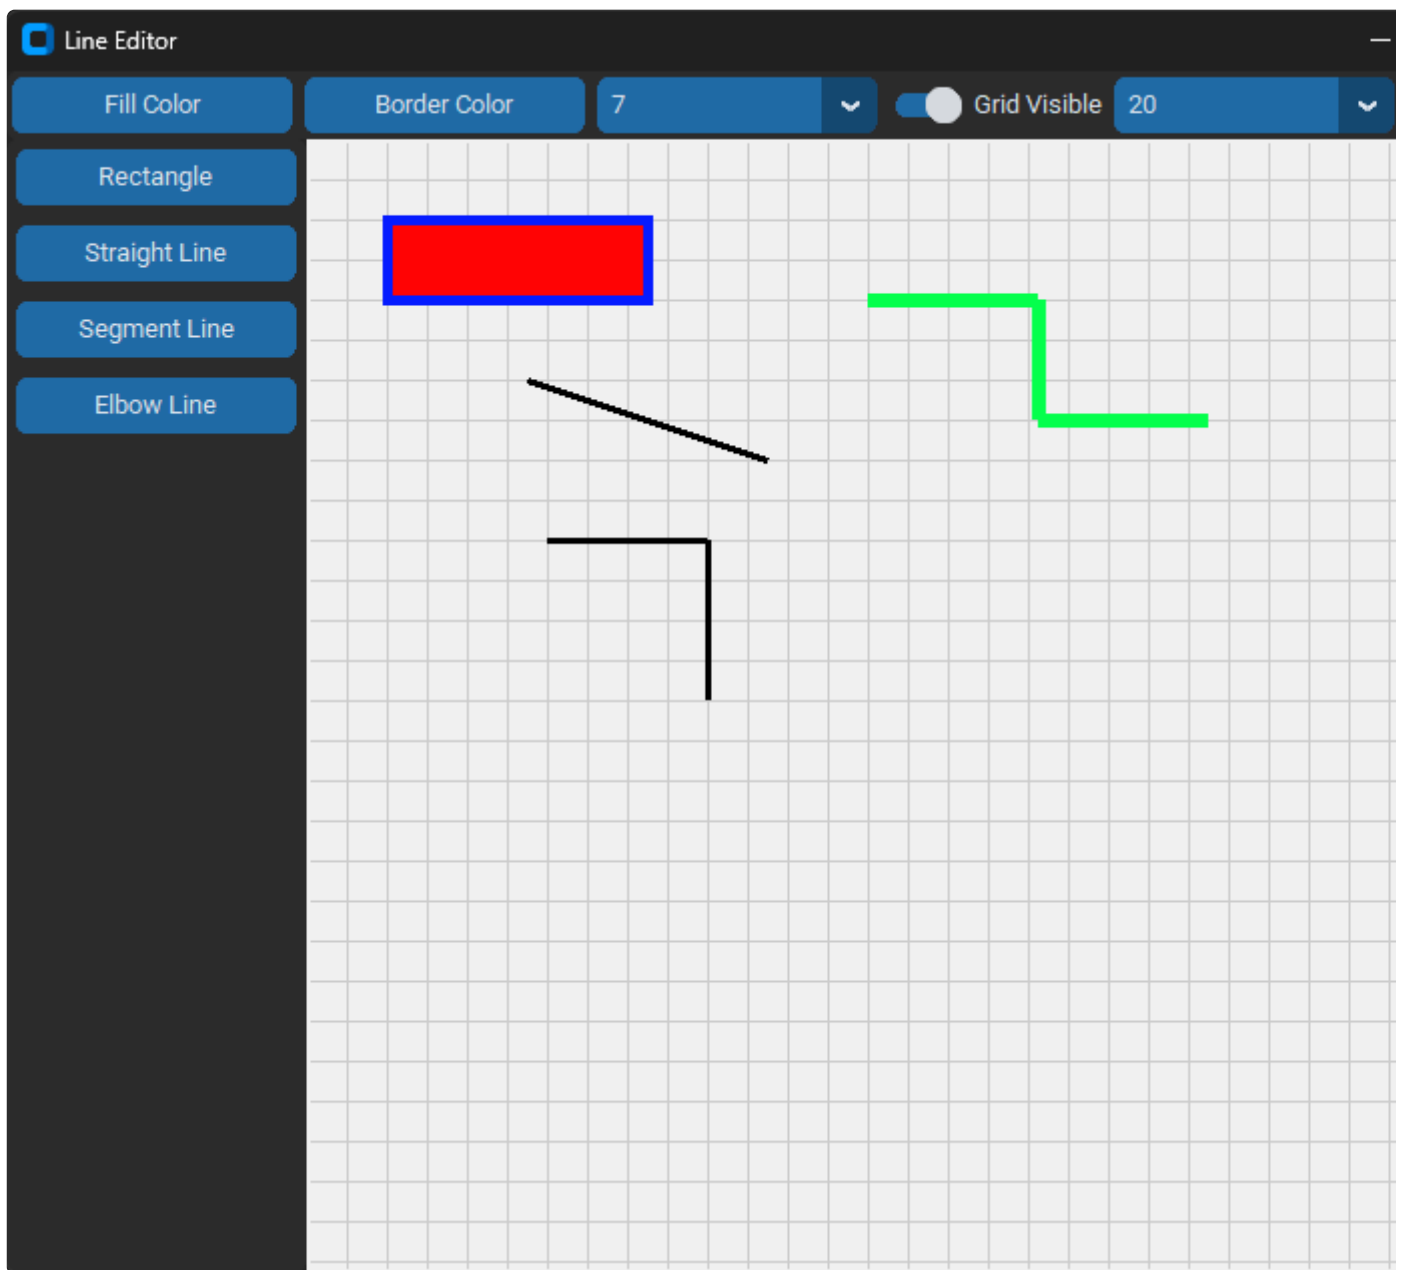 Line Editor
Fill Color Border Color 7 Grid Visible 20
Rectangle
Straight Line
Segment Line
Elbow Line